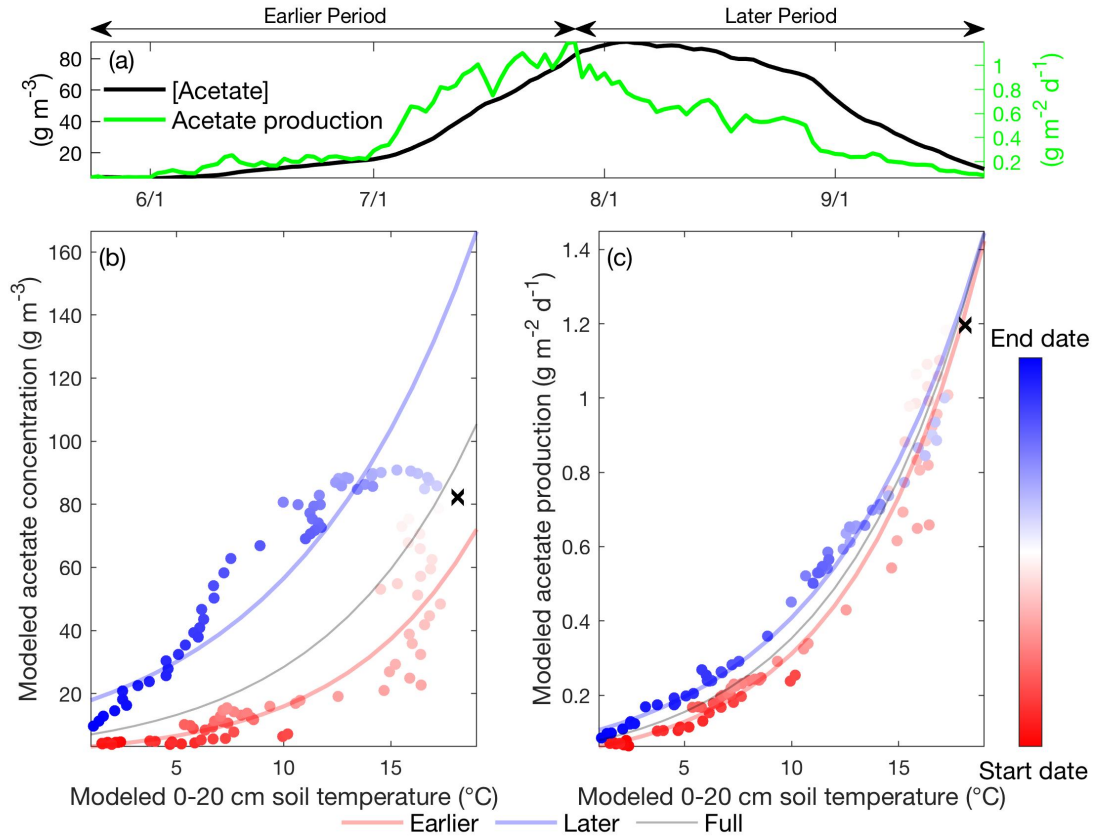 Earlier Period Later Period
(a)
[Acetate]
Acetate production
(g m⁻³)
80
60
40
20
(g m⁻² d⁻¹)
1
0.8
0.6
0.4
0.2
6/1 7/1 8/1 9/1
(b)
Modeled acetate concentration (g m⁻³)
160
140
120
100
80
60
40
20
5 10 15
Modeled 0-20 cm soil temperature (°C)
(c)
Modeled acetate production (g m⁻² d⁻¹)
1.4
1.2
1
0.8
0.6
0.4
0.2
5 10 15
Modeled 0-20 cm soil temperature (°C)
End date
Start date
Earlier Later Full